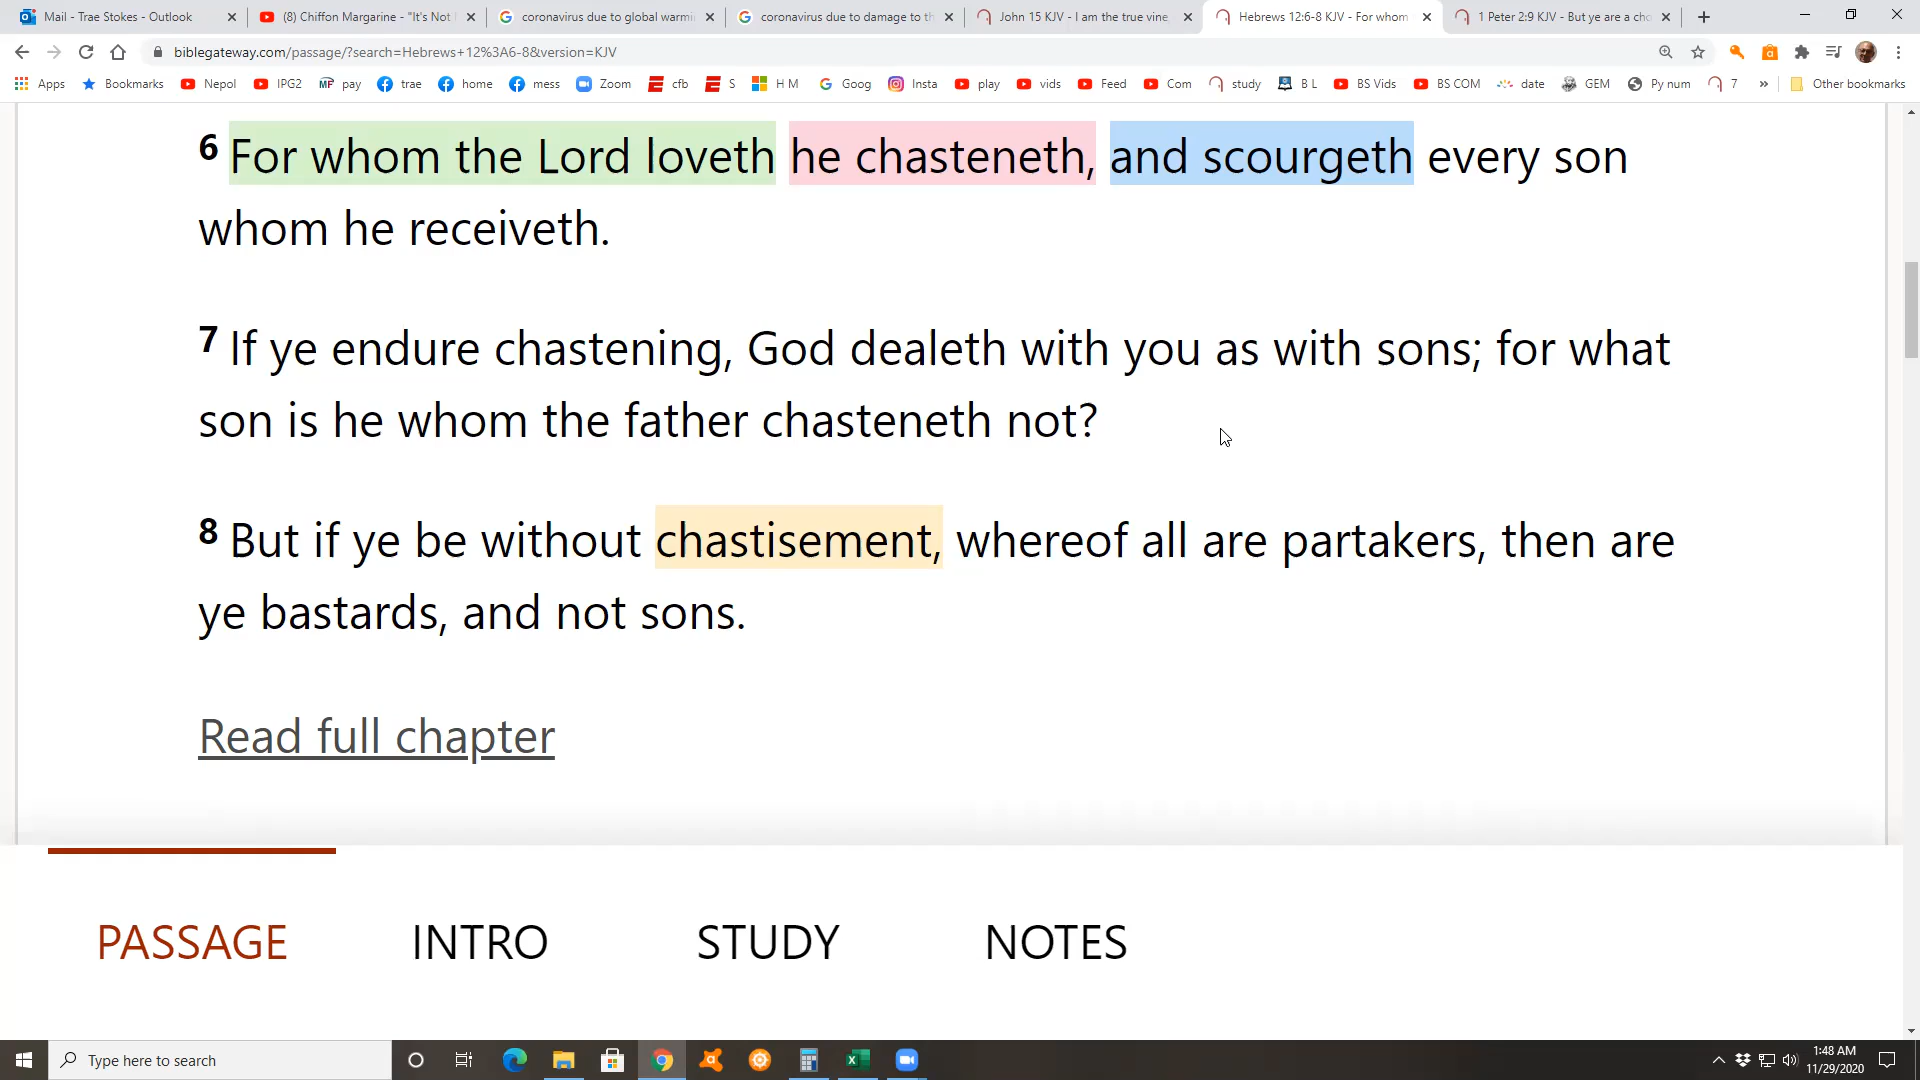 Mail - Trae Stokes - Outlook
(8) Chiffon Margarine - "It's Not
coronavirus due to global warmi
coronavirus due to damage to th
John 15 KJV - I am the true vine,
Hebrews 12:6-8 KJV - For whom
1 Peter 2:9 KJV - But ye are a cho
biblegateway.com/passage/?search=Hebrews+12%3A6-8&version=KJV
Apps Bookmarks Nepol IPG2 MF pay trae home mess Zoom cfb S H M Goog Insta play vids Feed Com study B L BS Vids BS COM date GEM Py num 7 » Other bookmarks
6 For whom the Lord loveth he chasteneth, and scourgeth every son
whom he receiveth.
7 If ye endure chastening, God dealeth with you as with sons; for what
son is he whom the father chasteneth not?
8 But if ye be without chastisement, whereof all are partakers, then are
ye bastards, and not sons.
Read full chapter
PASSAGE INTRO STUDY NOTES
Type here to search
1:48 AM
11/29/2020